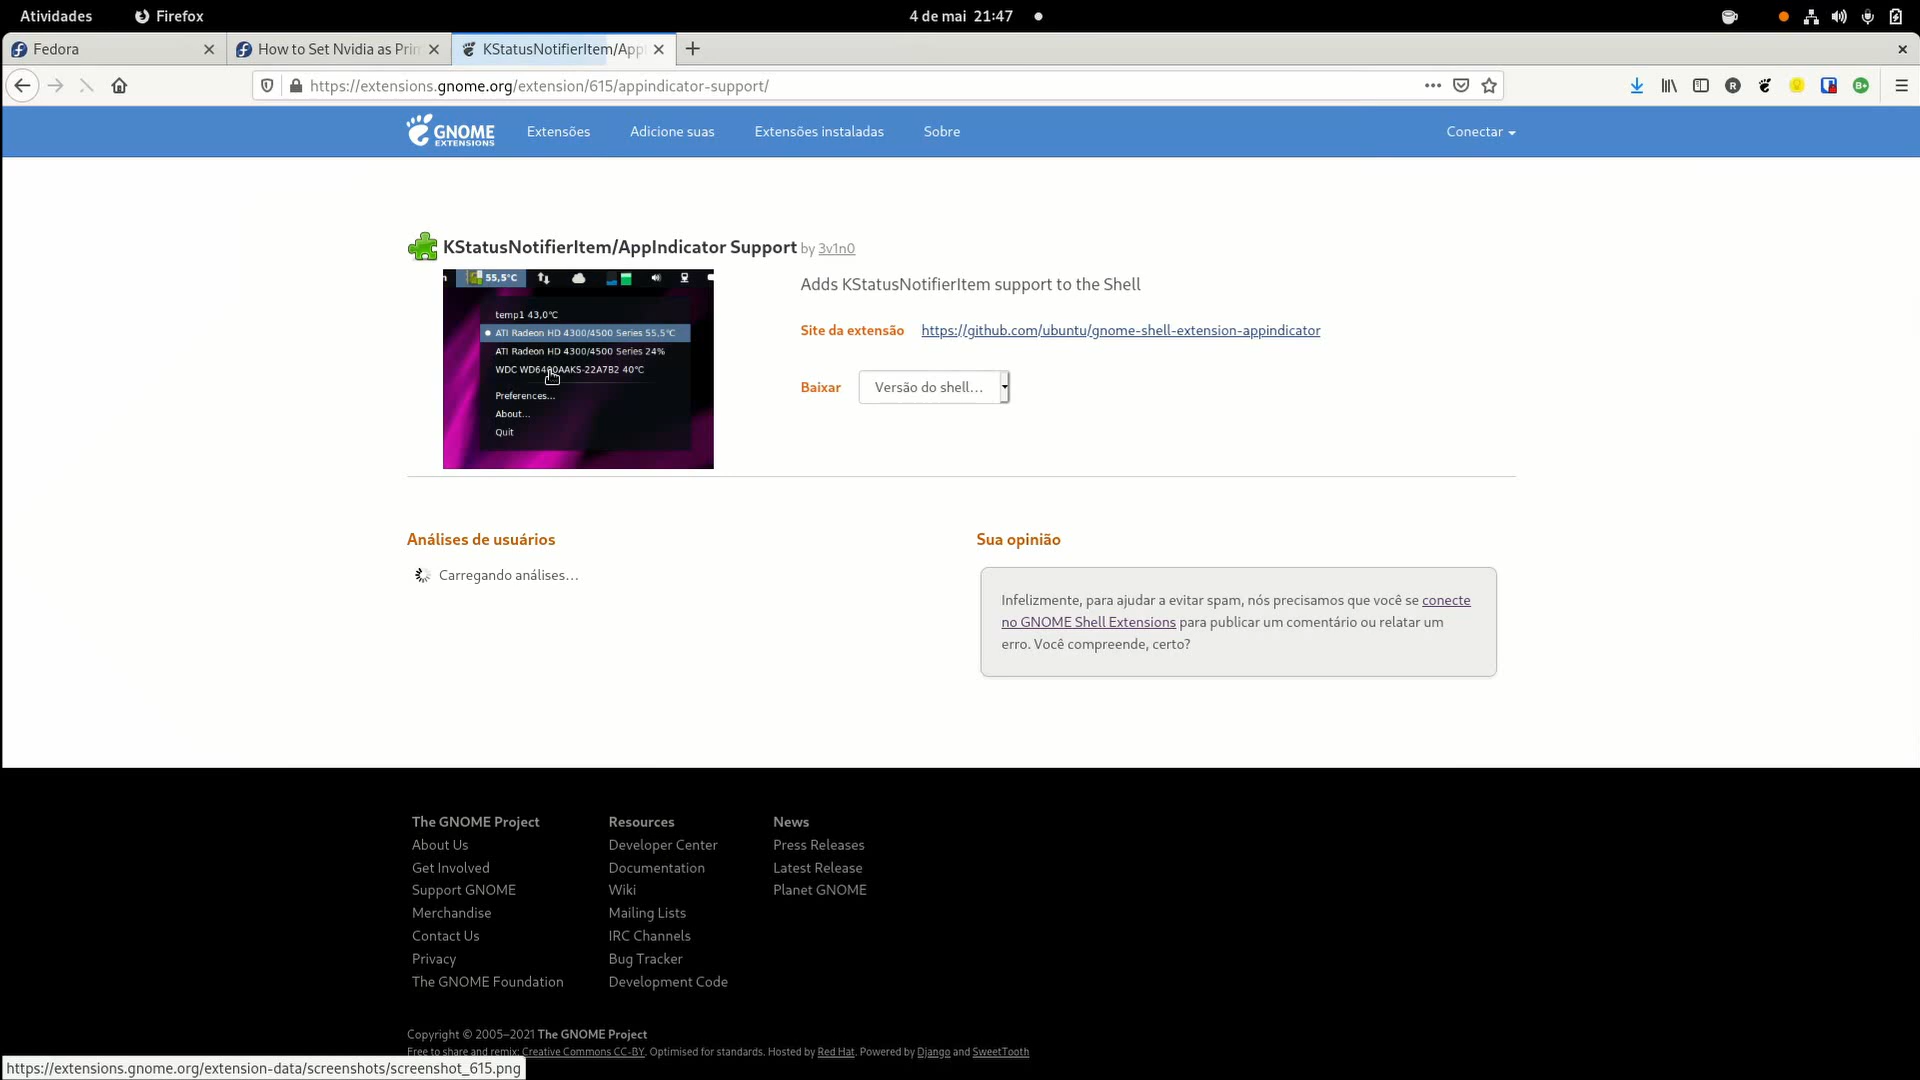 Atividades
Firefox
4 de mai 21:47
Fedora
How to Set Nvidia as Prim
KStatusNotifierItem/App
https://extensions.gnome.org/extension/615/appindicator-support/
GNOME
EXTENSIONS
Extensões
Adicione suas
Extensões instaladas
Sobre
Conectar
KStatusNotifierItem/AppIndicator Support by 3v1n0
55,5°C
temp1 43,0°C
ATI Radeon HD 4300/4500 Series 55,5°C
ATI Radeon HD 4300/4500 Series 24%
WDC WD6400AAKS-22A7B2 40°C
Preferences...
About...
Quit
Adds KStatusNotifierItem support to the Shell
Site da extensão https://github.com/ubuntu/gnome-shell-extension-appindicator
Baixar Versão do shell...
Análises de usuários
Carregando análises…
Sua opinião
Infelizmente, para ajudar a evitar spam, nós precisamos que você se conecte
no GNOME Shell Extensions para publicar um comentário ou relatar um
erro. Você compreende, certo?
The GNOME Project
About Us
Get Involved
Support GNOME
Merchandise
Contact Us
Privacy
The GNOME Foundation
Resources
Developer Center
Documentation
Wiki
Mailing Lists
IRC Channels
Bug Tracker
Development Code
News
Press Releases
Latest Release
Planet GNOME
Copyright © 2005–2021 The GNOME Project
Free to share and remix: Creative Commons CC-BY. Optimised for standards. Hosted by Red Hat. Powered by Django and SweetTooth
https://extensions.gnome.org/extension-data/screenshots/screenshot_615.png